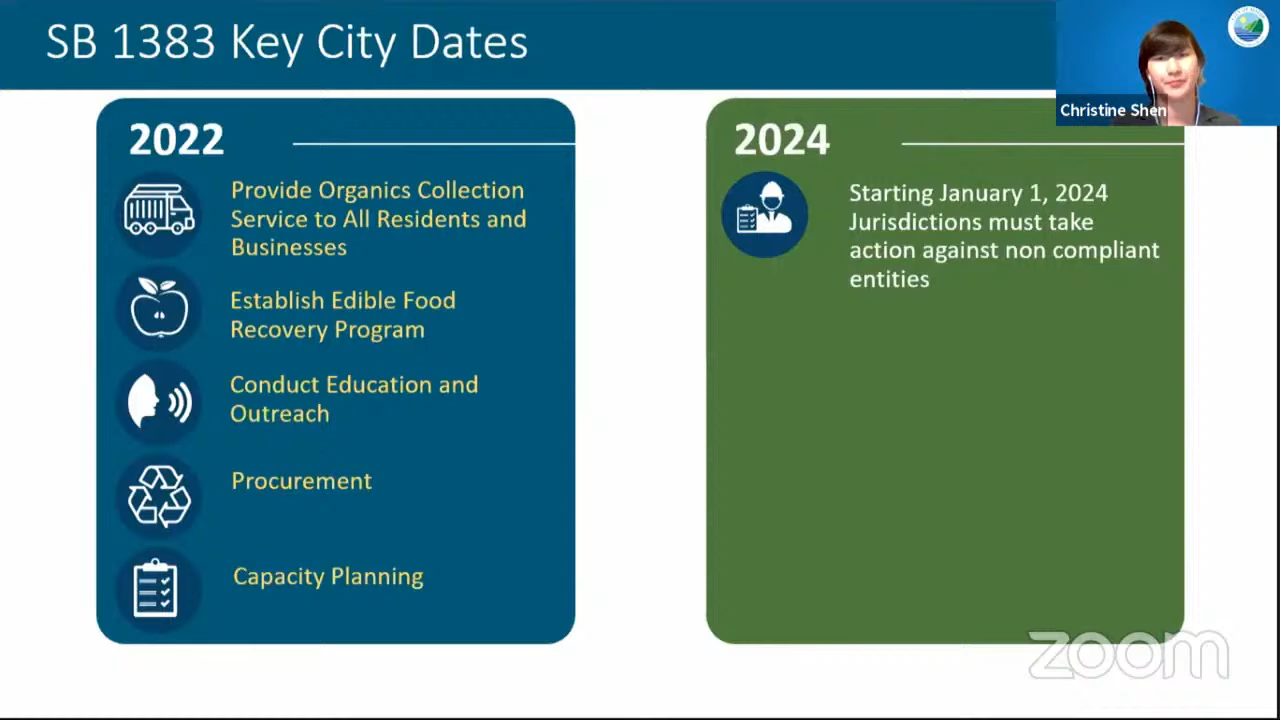 SB 1383 Key City Dates
Christine Shen
2022
Provide Organics Collection
Service to All Residents and
Businesses
Establish Edible Food
Recovery Program
Conduct Education and
Outreach
Procurement
Capacity Planning
2024
Starting January 1, 2024
Jurisdictions must take
action against non compliant
entities
zoom